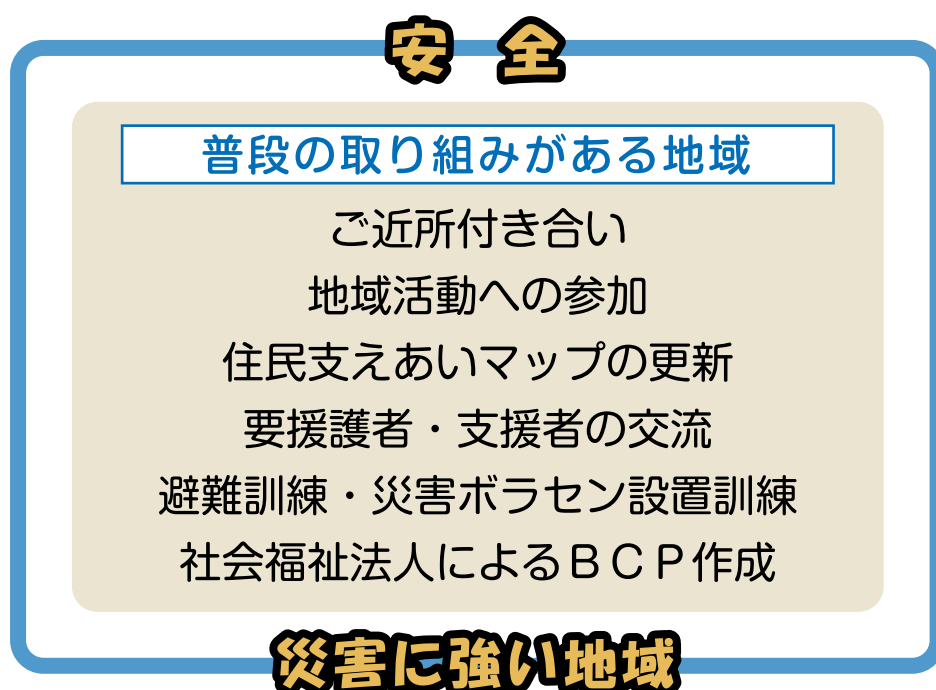 安 全
普段の取り組みがある地域
ご近所付き合い
地域活動への参加
住民支えあいマップの更新
要援護者・支援者の交流
避難訓練・災害ボラセン設置訓練
社会福祉法人によるＢＣＰ作成
災害に強い地域